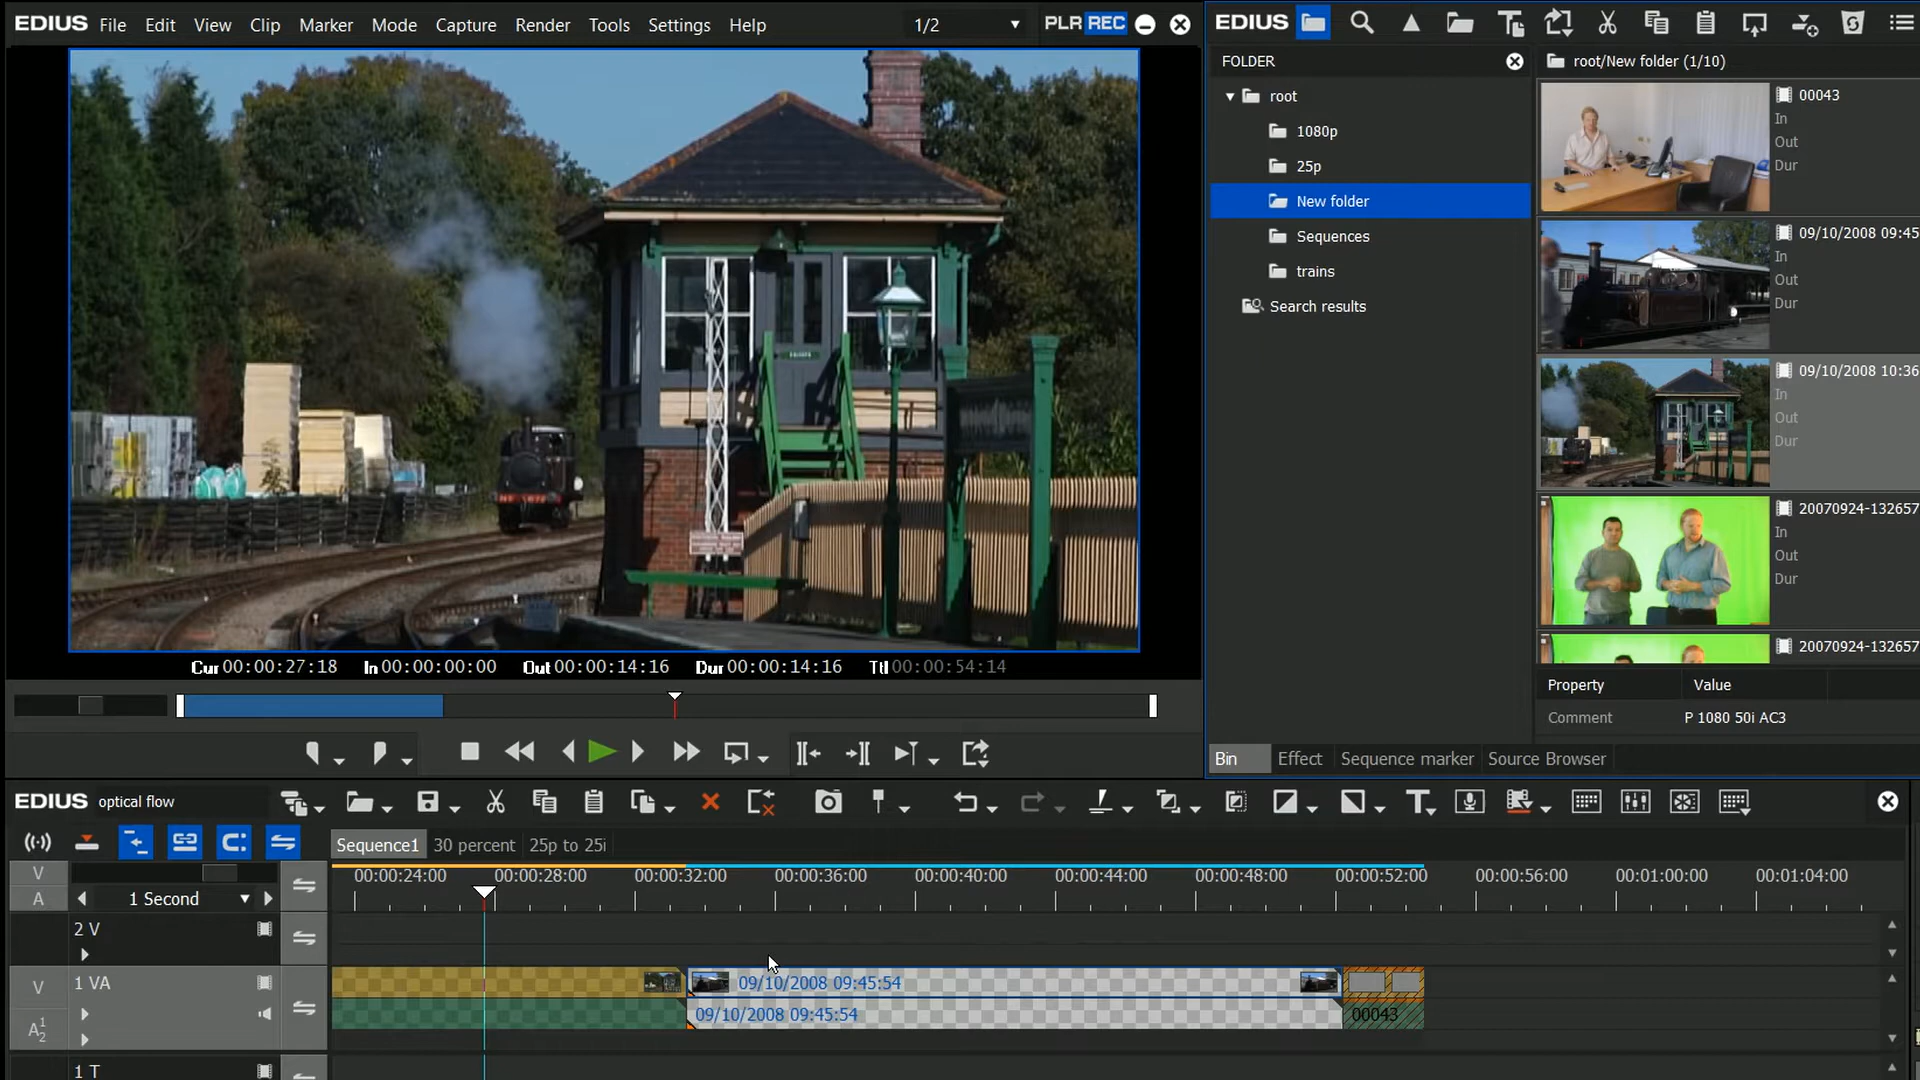 EDIUS File Edit View Clip Marker Mode Capture Render Tools Settings Help 1/2 PLR REC
Cur 00:00:27:18 In 00:00:00:00 Out 00:00:14:16 Dur 00:00:14:16 Ttl 00:00:54:14
EDIUS
FOLDER
root
1080p
25p
New folder
Sequences
trains
Search results
root/New folder (1/10)
00043
In
Out
Dur
09/10/2008 09:45
In
Out
Dur
09/10/2008 10:36
In
Out
Dur
20070924-132657
In
Out
Dur
20070924-132657
Property Value
Comment P 1080 50i AC3
Bin Effect Sequence marker Source Browser
EDIUS optical flow
Sequence1 30 percent 25p to 25i
V
A
1 Second
00:00:24:00 00:00:28:00 00:00:32:00 00:00:36:00 00:00:40:00 00:00:44:00 00:00:48:00 00:00:52:00 00:00:56:00 00:01:00:00 00:01:04:00
2 V
V 1 VA
09/10/2008 09:45:54
A12
09/10/2008 09:45:54 00043
1 T